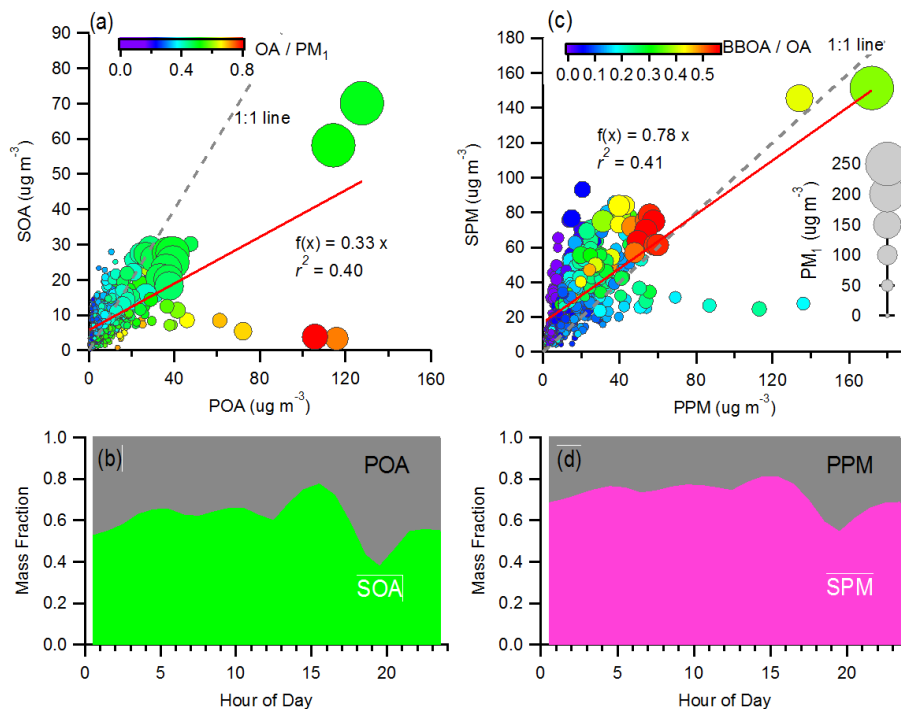 (a)
OA / PM1
0.0 0.4 0.8
90
80
70
60
50
40
30
20
10
0
SOA (ug m-3)
1:1 line
f(x) = 0.33 x
r2 = 0.40
0 40 80 120 160
POA (ug m-3)
(c)
BBOA / OA
0.0 0.1 0.2 0.3 0.4 0.5
1:1 line
180
160
140
120
100
80
60
40
20
0
SPM (ug m-3)
f(x) = 0.78 x
r2 = 0.41
PM1 (ug m-3)
250
200
150
100
50
0
0 40 80 120 160
PPM (ug m-3)
(b)
POA
SOA
1.0
0.8
0.6
0.4
0.2
0.0
Mass Fraction
0 5 10 15 20
Hour of Day
(d)
PPM
SPM
1.0
0.8
0.6
0.4
0.2
0.0
Mass Fraction
0 5 10 15 20
Hour of Day